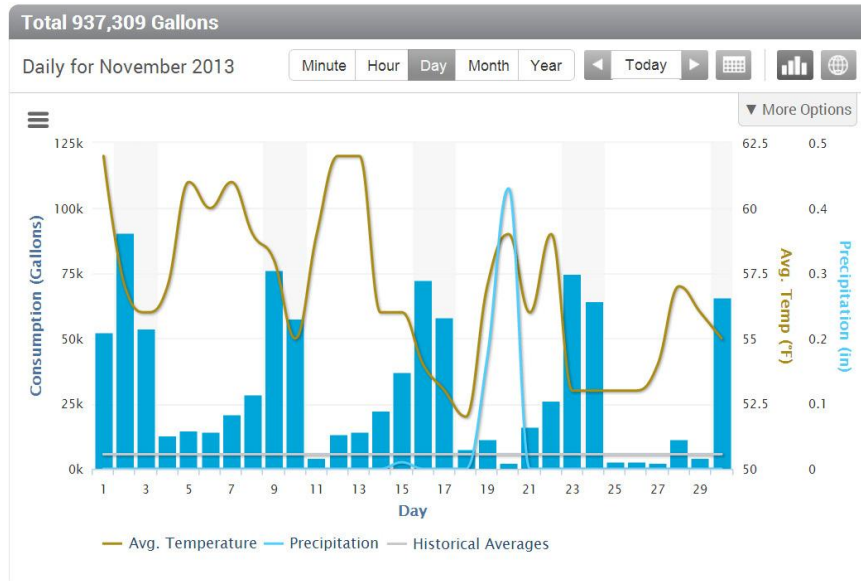 Total 937,309 Gallons
Daily for November 2013
Minute Hour Day Month Year
Today
▼ More Options
125k
100k
75k
50k
25k
0k
Consumption (Gallons)
62.5
60
57.5
55
52.5
50
Avg. Temp (°F)
0.5
0.4
0.3
0.2
0.1
0
Precipitation (in)
1 3 5 7 9 11 13 15 17 19 21 23 25 27 29
Day
Avg. Temperature Precipitation Historical Averages